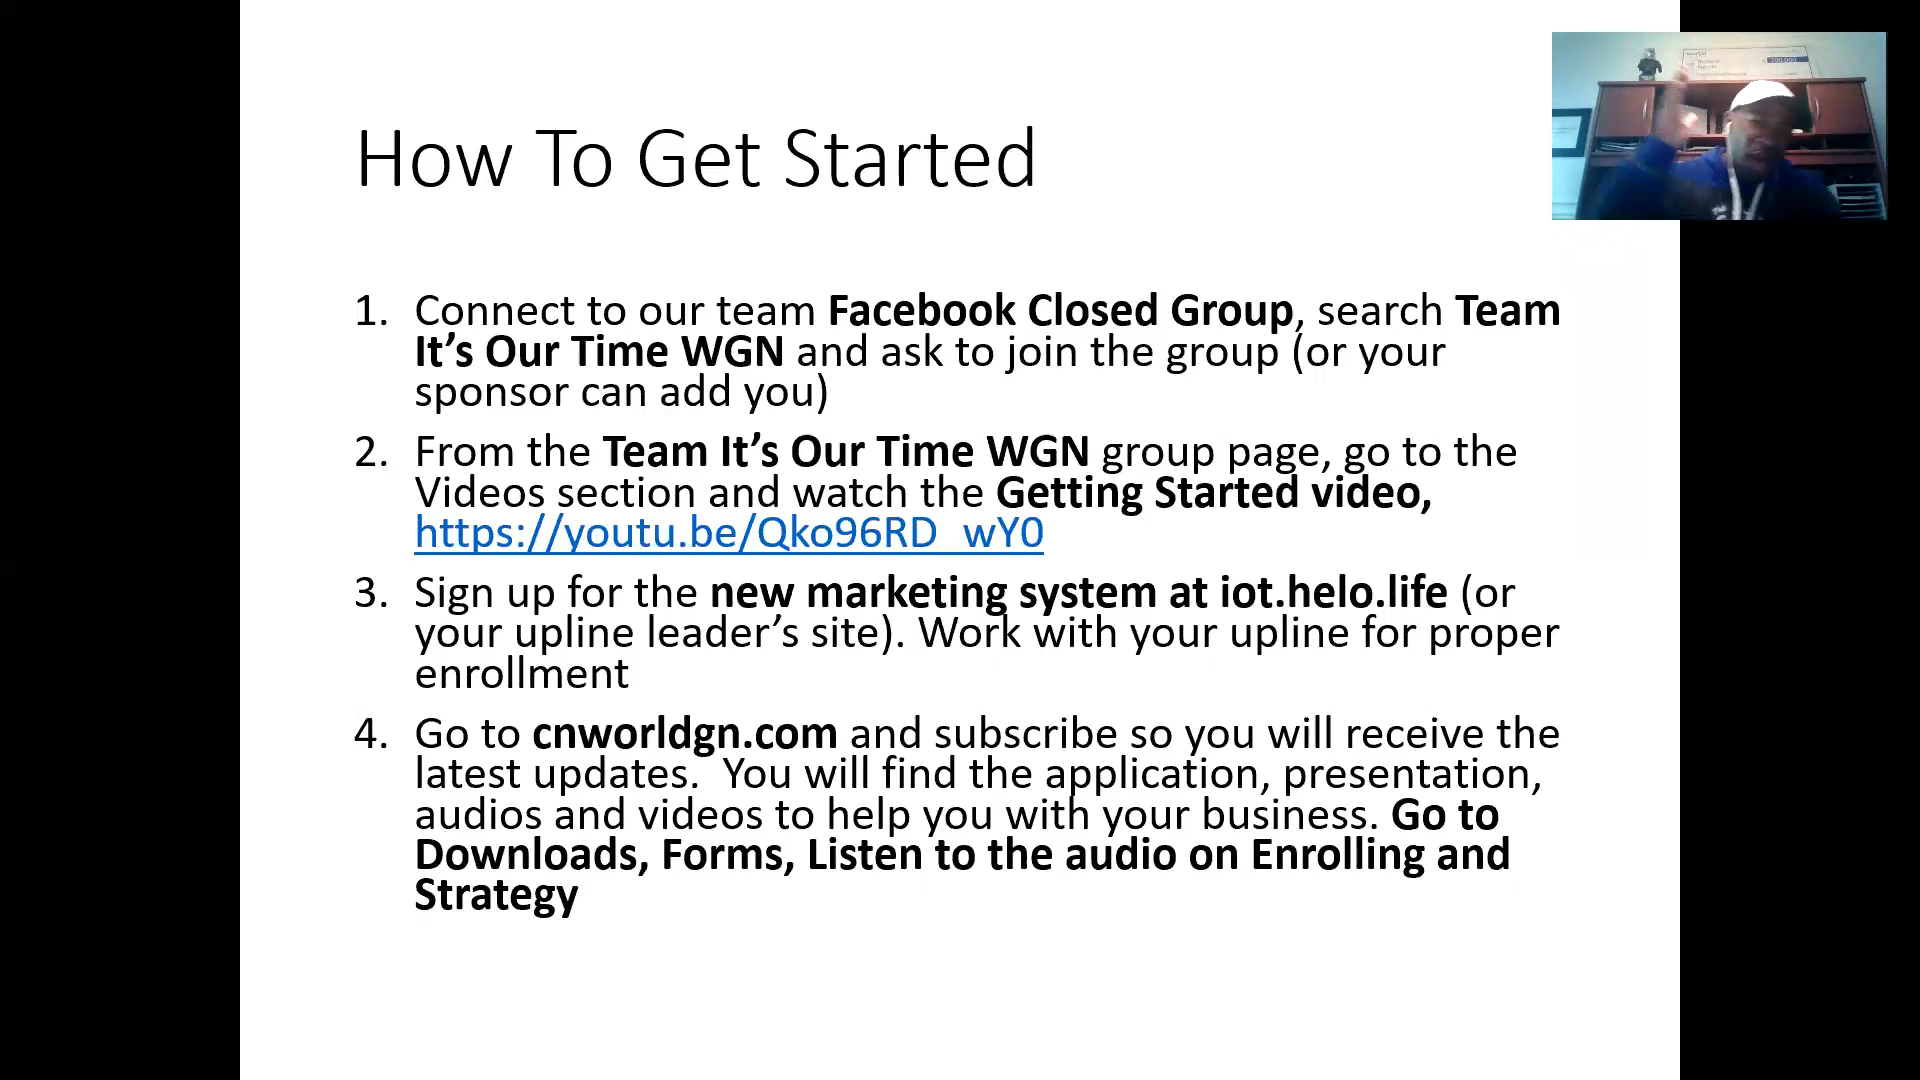 How To Get Started
1. Connect to our team Facebook Closed Group, search Team
It’s Our Time WGN and ask to join the group (or your
sponsor can add you)
2. From the Team It’s Our Time WGN group page, go to the
Videos section and watch the Getting Started video,
https://youtu.be/Qko96RD_wY0
3. Sign up for the new marketing system at iot.helo.life (or
your upline leader’s site). Work with your upline for proper
enrollment
4. Go to cnworldgn.com and subscribe so you will receive the
latest updates.  You will find the application, presentation,
audios and videos to help you with your business. Go to
Downloads, Forms, Listen to the audio on Enrolling and
Strategy